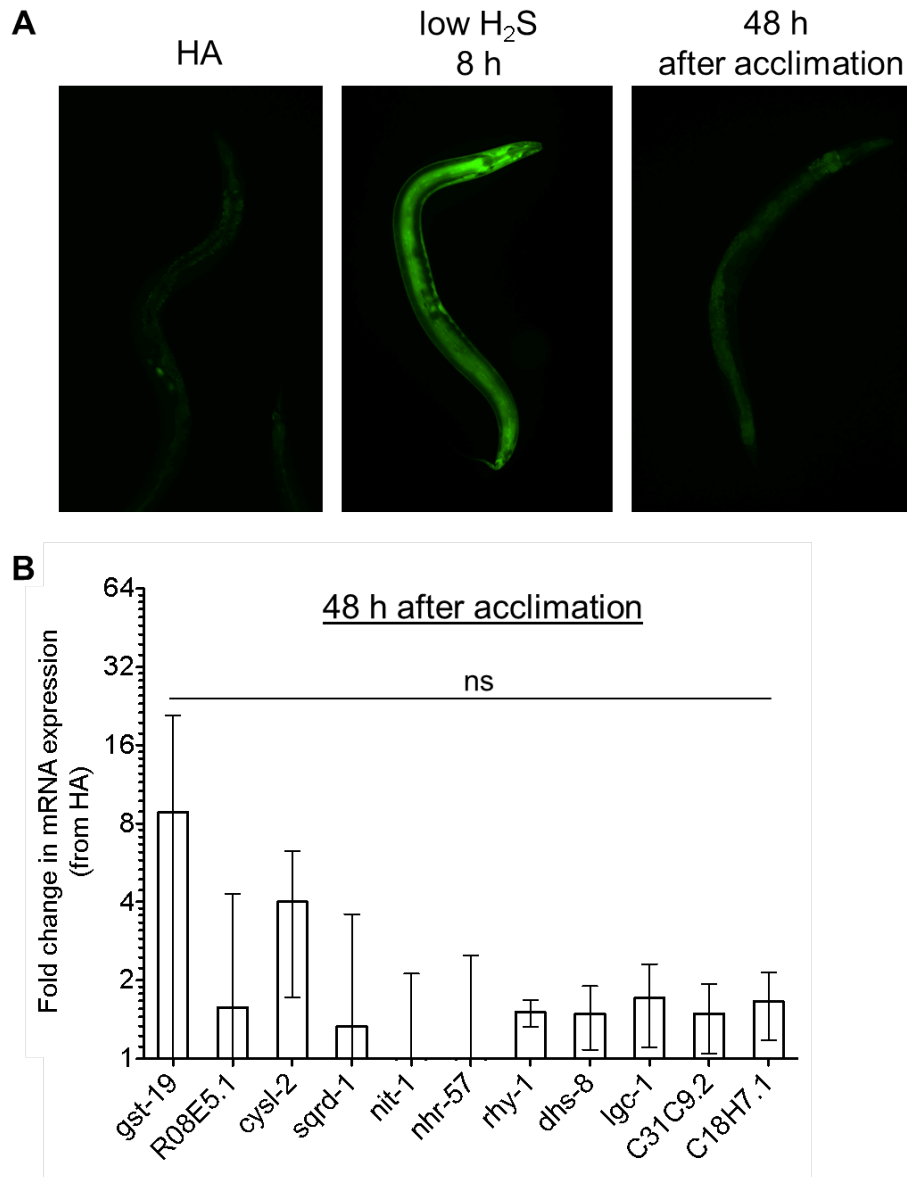 A
HA
low H₂S
8 h
48 h
after acclimation
B
48 h after acclimation
ns
Fold change in mRNA expression
(from HA)
64
32
16
8
4
2
1
gst-19
R08E5.1
cysl-2
sqrd-1
nit-1
nhr-57
rhy-1
dhs-8
lgc-1
C31C9.2
C18H7.1